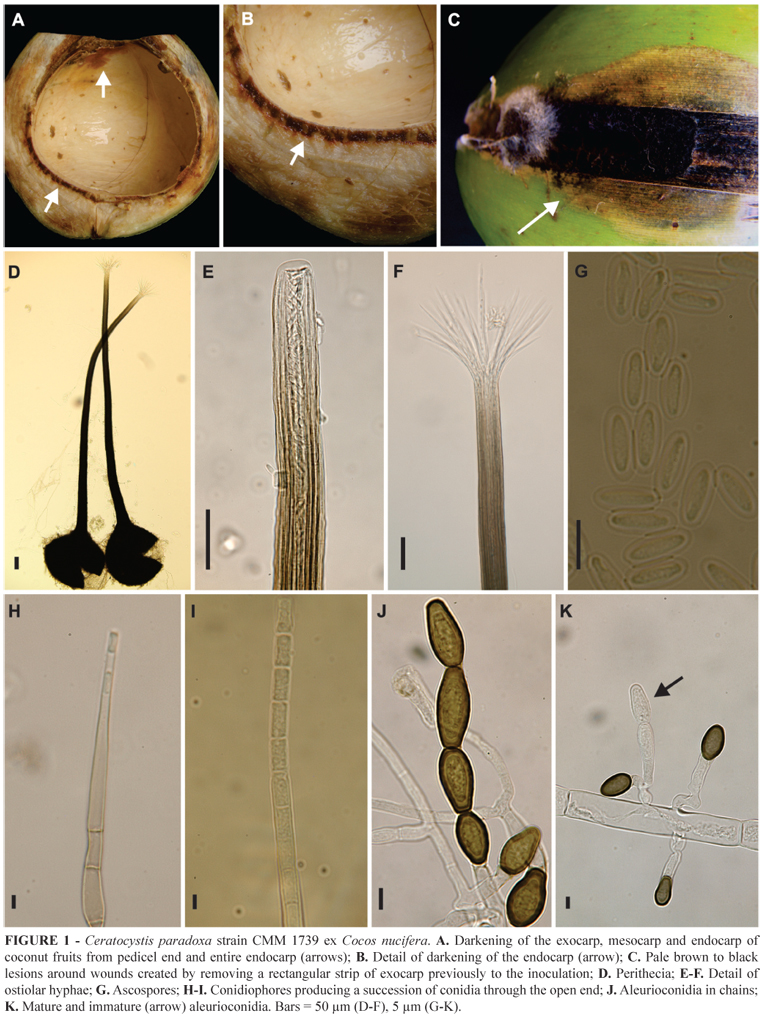 A
B
C
D
E
F
G
H
I
J
K
FIGURE 1 - Ceratocystis paradoxa strain CMM 1739 ex Cocos nucifera. A. Darkening of the exocarp, mesocarp and endocarp of
coconut fruits from pedicel end and entire endocarp (arrows); B. Detail of darkening of the endocarp (arrow); C. Pale brown to black
lesions around wounds created by removing a rectangular strip of exocarp previously to the inoculation; D. Perithecia; E-F. Detail of
ostiolar hyphae; G. Ascospores; H-I. Conidiophores producing a succession of conidia through the open end; J. Aleurioconidia in chains;
K. Mature and immature (arrow) aleurioconidia. Bars = 50 µm (D-F), 5 µm (G-K).